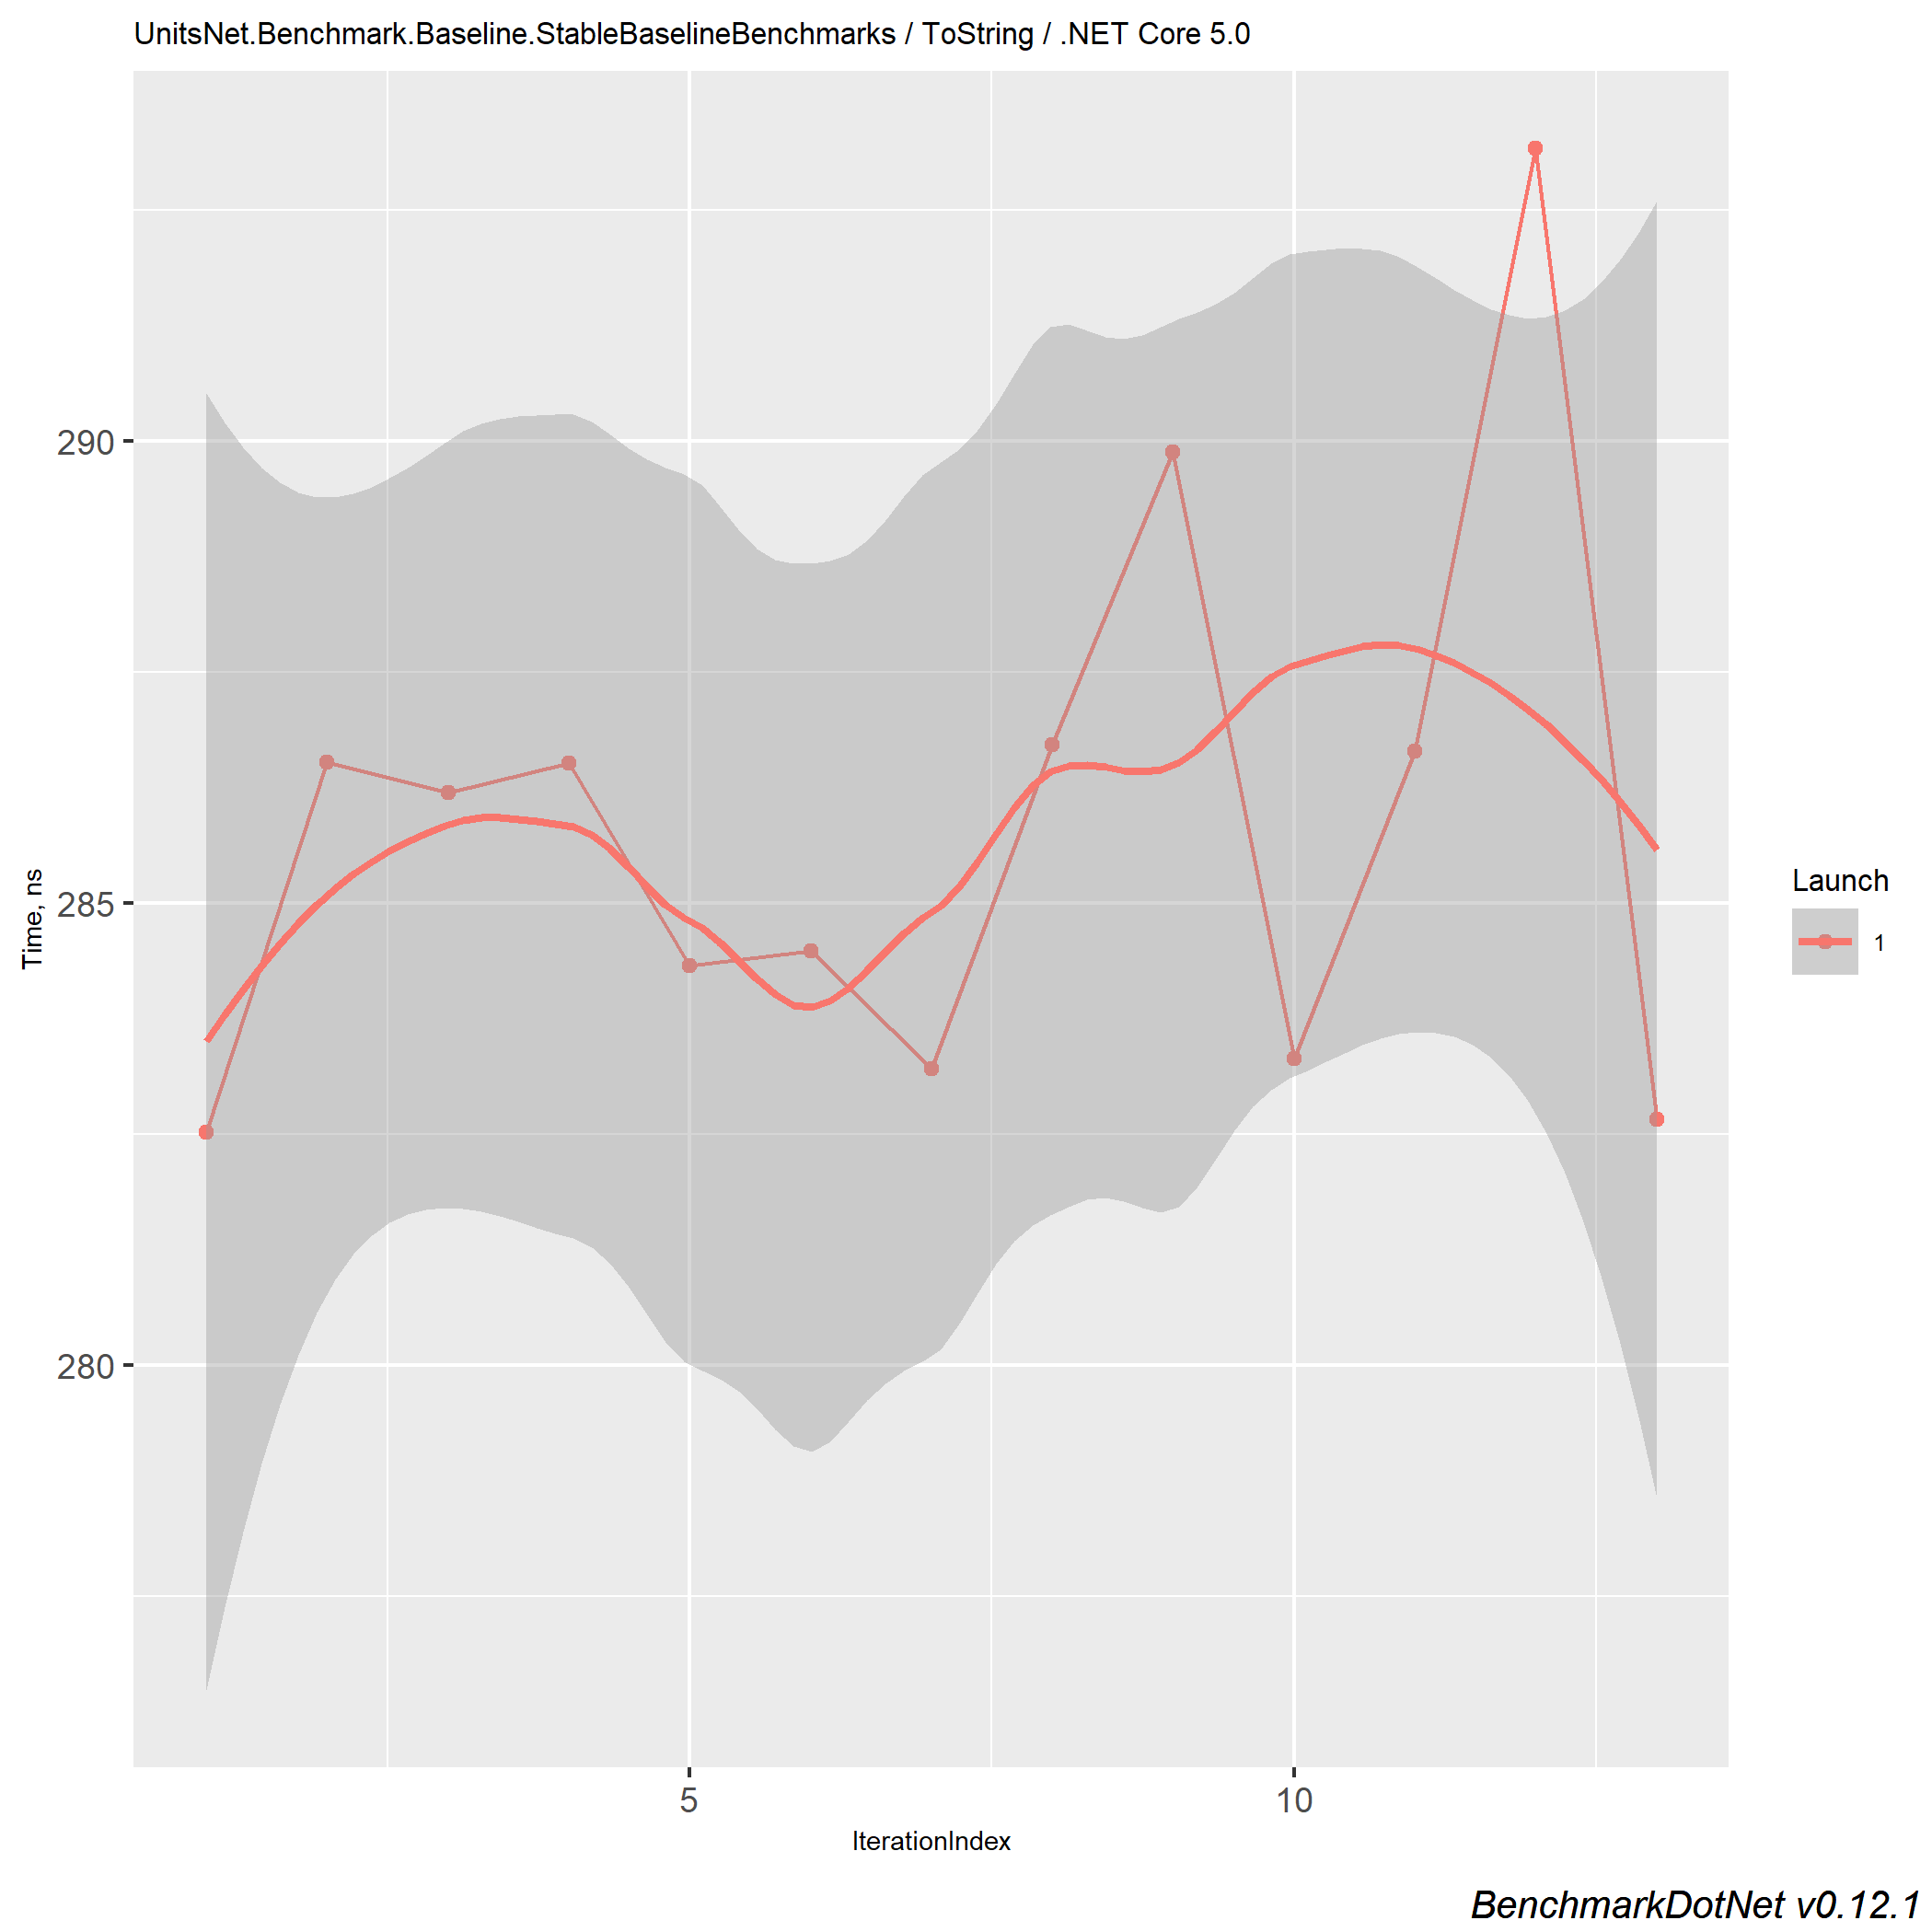 UnitsNet.Benchmark.Baseline.StableBaselineBenchmarks / ToString / .NET Core 5.0
290
285
280
Time, ns
5
10
IterationIndex
Launch
1
BenchmarkDotNet v0.12.1